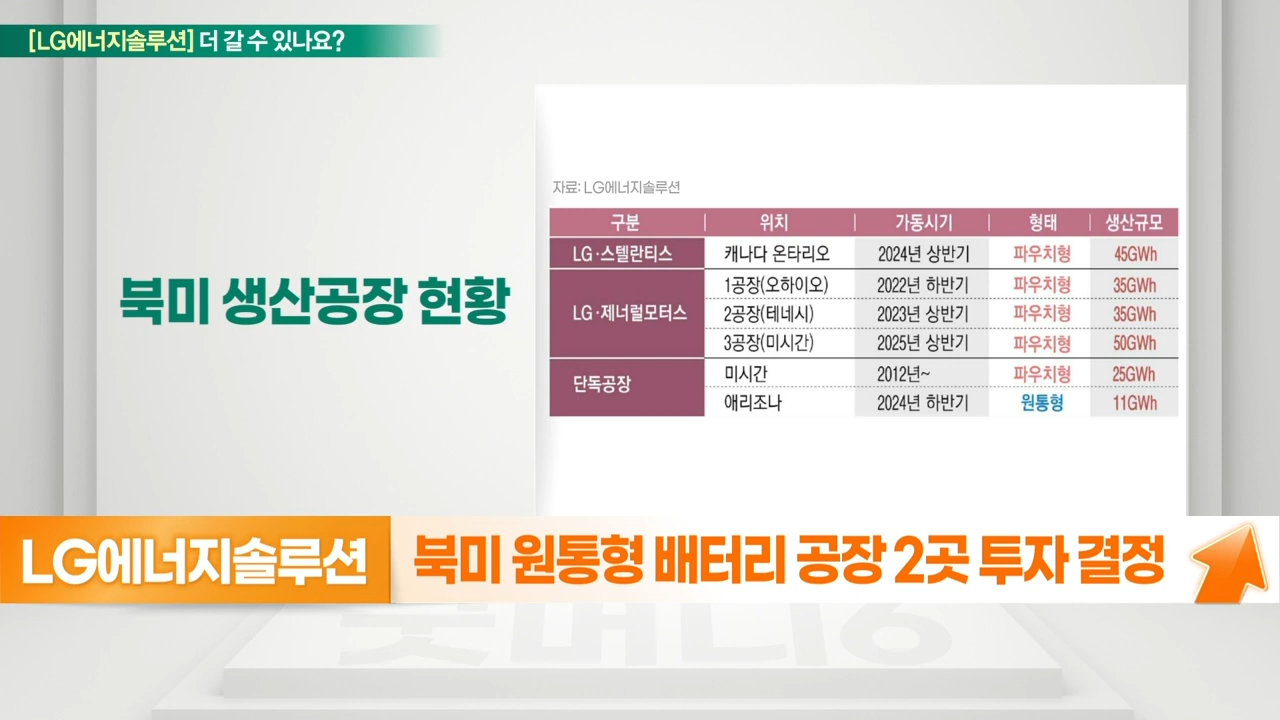 [LG에너지솔루션] 더 갈 수 있나요?
북미 생산공장 현황
자료: LG에너지솔루션
구분 위치 가동시기 형태 생산규모
LG·스텔란티스 캐나다 온타리오 2024년 상반기 파우치형 45GWh
LG·제너럴모터스 1공장(오하이오) 2022년 하반기 파우치형 35GWh
2공장(테네시) 2023년 상반기 파우치형 35GWh
3공장(미시간) 2025년 상반기 파우치형 50GWh
단독공장 미시간 2012년~ 파우치형 25GWh
애리조나 2024년 하반기 원통형 11GWh
LG에너지솔루션 북미 원통형 배터리 공장 2곳 투자 결정